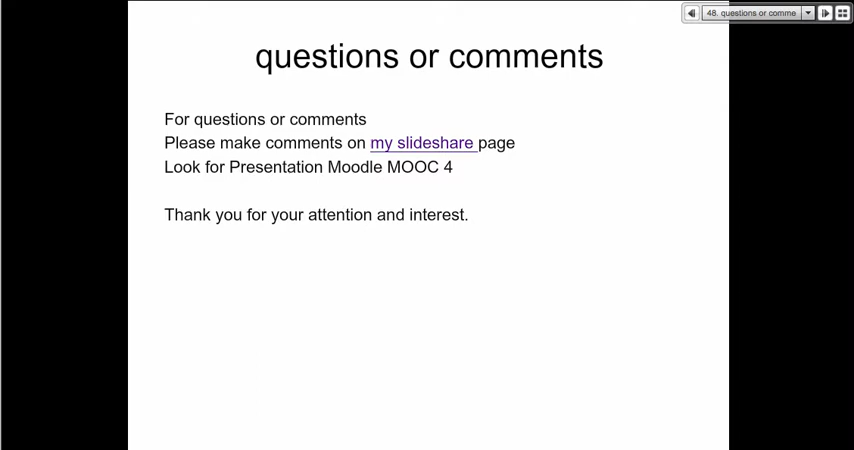 48. questions or comme
questions or comments
For questions or comments
Please make comments on my slideshare page
Look for Presentation Moodle MOOC 4
Thank you for your attention and interest.